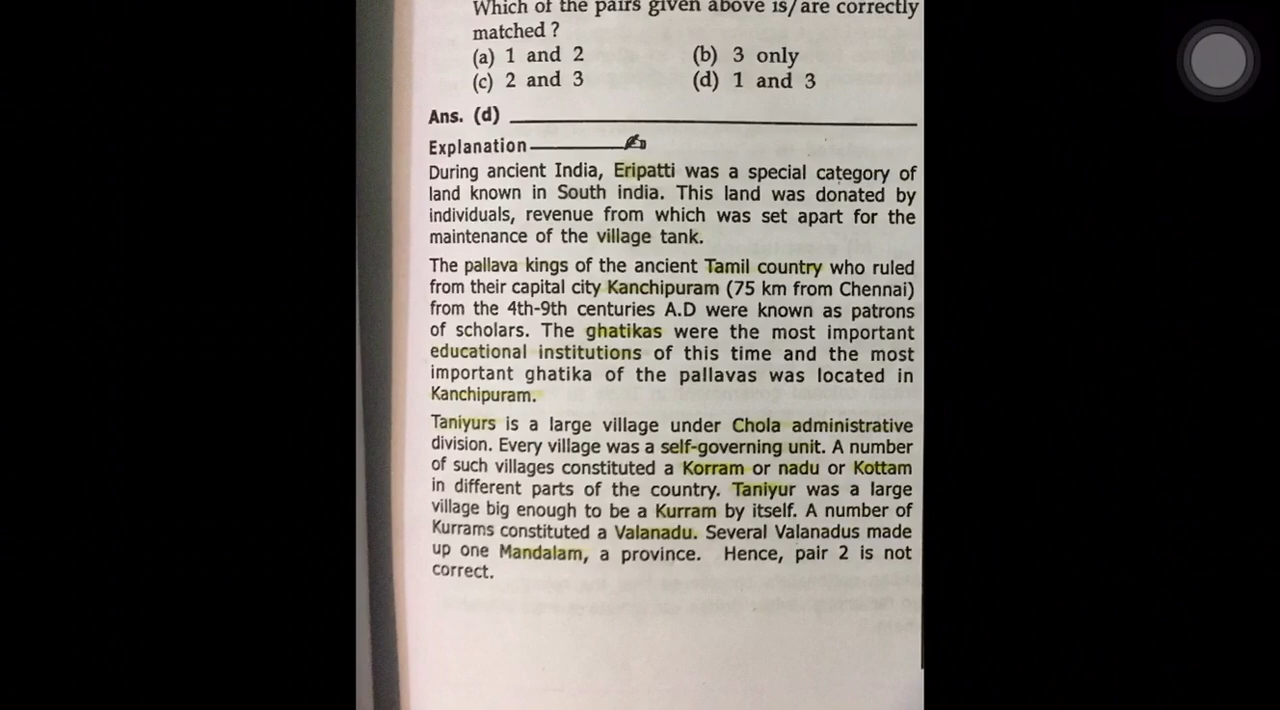 Which of the pairs given above is/are correctly
matched ?
(a) 1 and 2 (b) 3 only
(c) 2 and 3 (d) 1 and 3
Ans. (d)
Explanation
During ancient India, Eripatti was a special category of
land known in South india. This land was donated by
individuals, revenue from which was set apart for the
maintenance of the village tank.
The pallava kings of the ancient Tamil country who ruled
from their capital city Kanchipuram (75 km from Chennai)
from the 4th-9th centuries A.D were known as patrons
of scholars. The ghatikas were the most important
educational institutions of this time and the most
important ghatika of the pallavas was located in
Kanchipuram.
Taniyurs is a large village under Chola administrative
division. Every village was a self-governing unit. A number
of such villages constituted a Korram or nadu or Kottam
in different parts of the country. Taniyur was a large
village big enough to be a Kurram by itself. A number of
Kurrams constituted a Valanadu. Several Valanadus made
up one Mandalam, a province. Hence, pair 2 is not
correct.